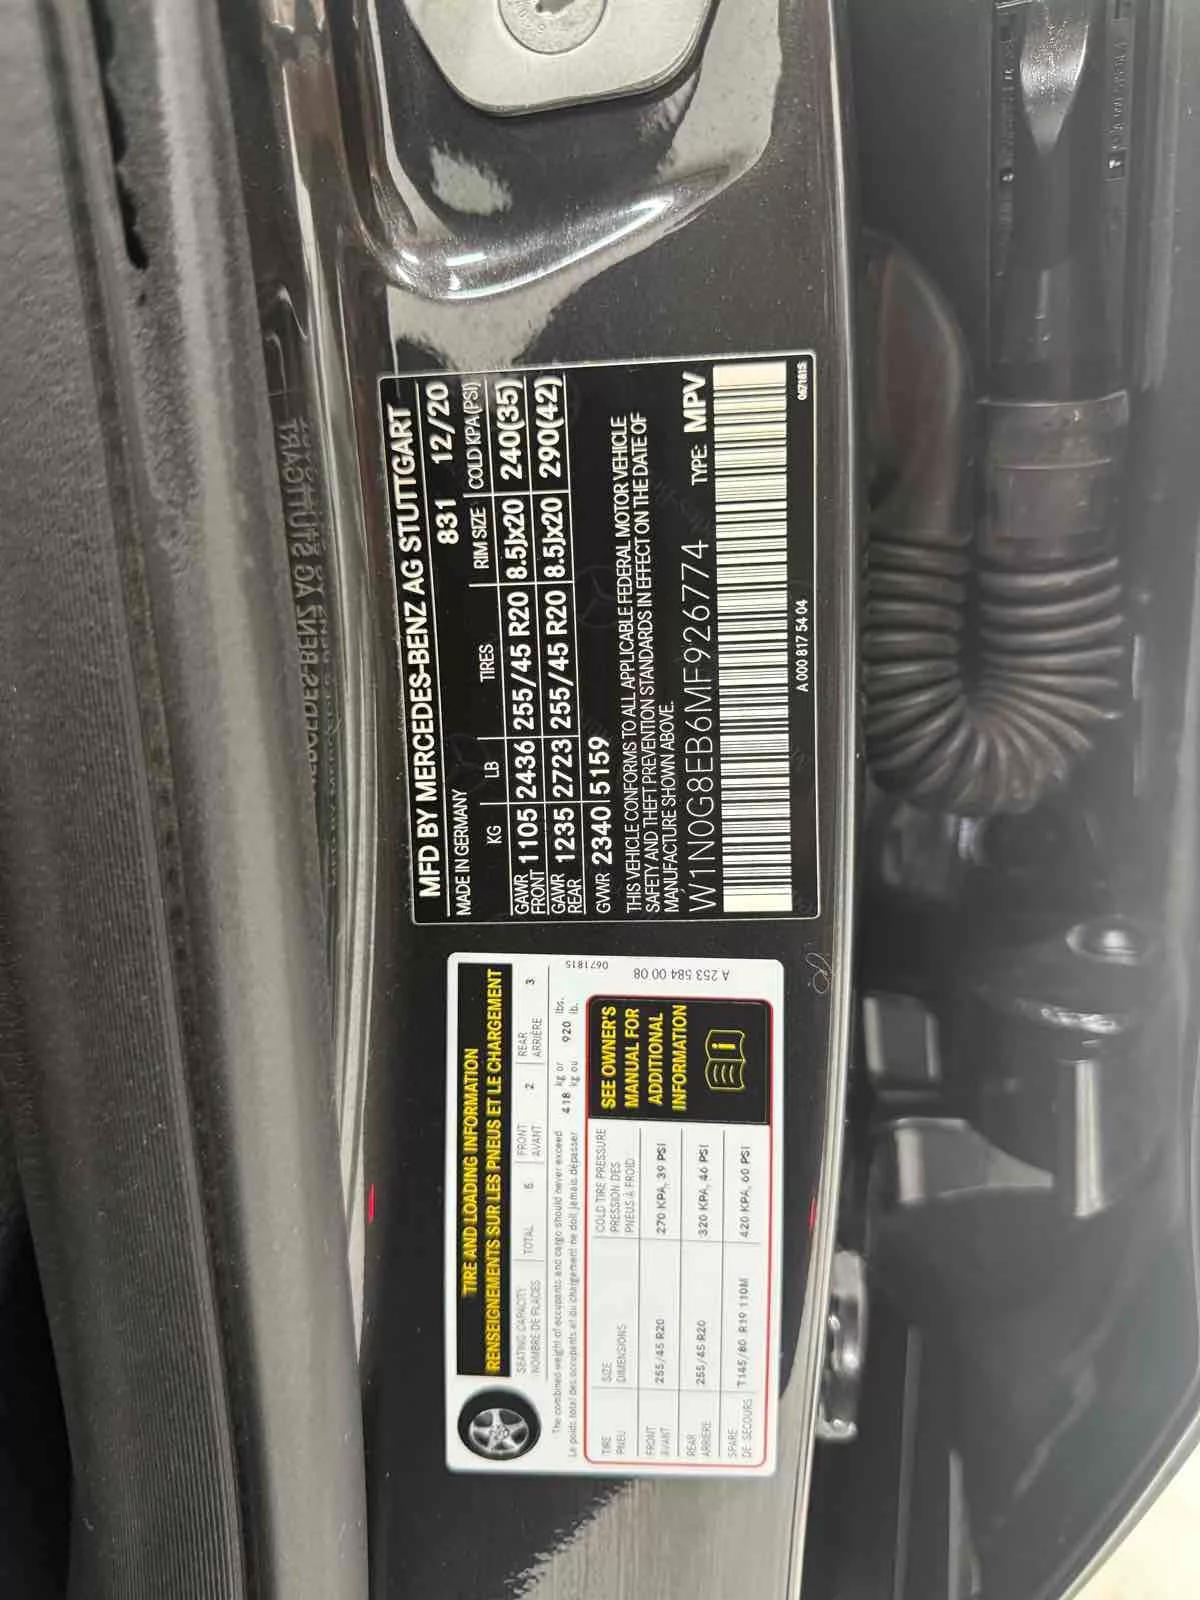 MFD BY MERCEDES-BENZ AG STUTTGART
MADE IN GERMANY 831 12/20
KG LB TIRES RIM SIZE COLD KPA(PSI)
GAWR FRONT 1105 2436 255/45 R20 8.5Jx20 240(35)
GAWR REAR 1235 2723 255/45 R20 8.5Jx20 290(42)
GVWR 2340 5159
THIS VEHICLE CONFORMS TO ALL APPLICABLE FEDERAL MOTOR VEHICLE
SAFETY AND THEFT PREVENTION STANDARDS IN EFFECT ON THE DATE OF
MANUFACTURE SHOWN ABOVE.
W1N0G8EB6MF926774 TYPE: MPV
A 000 817 54 04 0671815
TIRE AND LOADING INFORMATION
RENSEIGNEMENTS SUR LES PNEUS ET LE CHARGEMENT
SEATING CAPACITY TOTAL 5 FRONT 2 REAR 3
NOMBRE DE PLACES AVANT ARRIÈRE
The combined weight of occupants and cargo should never exceed 418 kg or 920 lbs.
Le poids total des occupants et du chargement ne doit jamais dépasser kg ou lb.
TIRE SIZE COLD TIRE PRESSURE
PNEU DIMENSIONS PRESSION DES PNEUS À FROID
FRONT AVANT 255/45 R20 270 KPA, 39 PSI
REAR ARRIÈRE 255/45 R20 320 KPA, 46 PSI
SPARE DE SECOURS T145/80 R19 110M 420 KPA, 60 PSI
SEE OWNER'S
MANUAL FOR
ADDITIONAL
INFORMATION
0671815
A 253 584 00 08